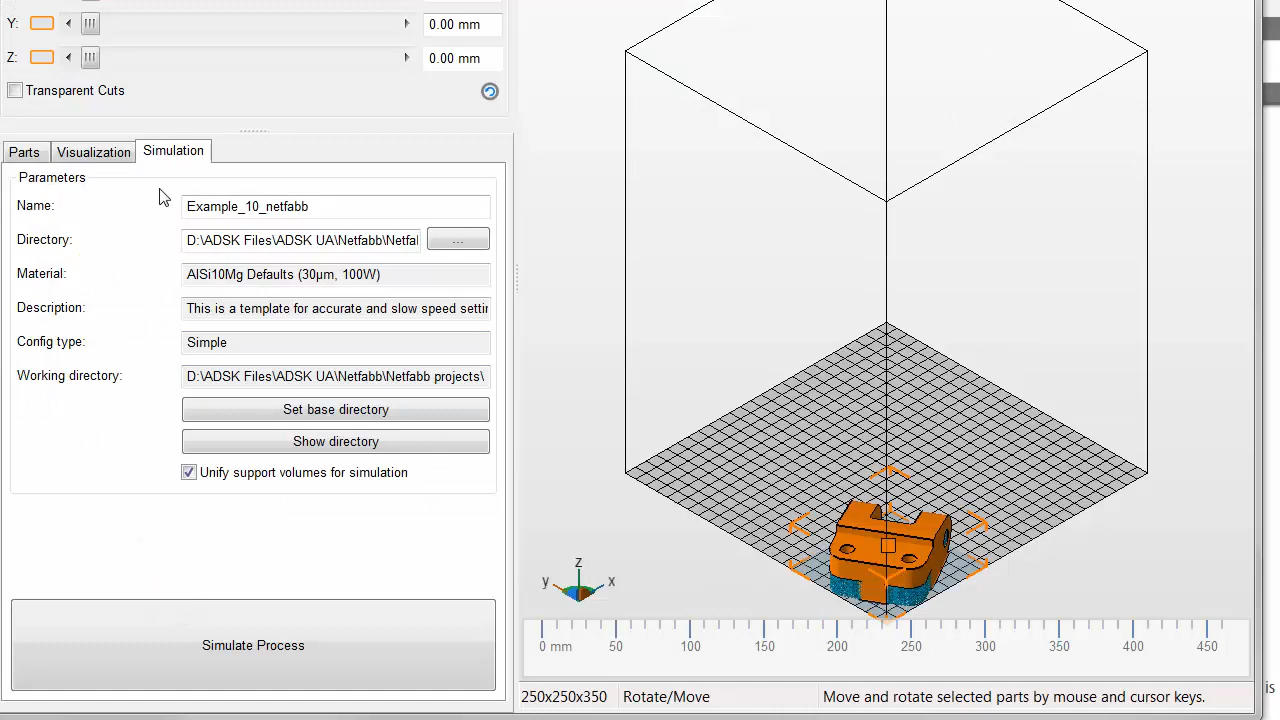 Y:
0.00 mm
Z:
0.00 mm
Transparent Cuts
Parts
Visualization
Simulation
Parameters
Name:
Example_10_netfabb
Directory:
D:\ADSK Files\ADSK UA\Netfabb\Netfal
...
Material:
AlSi10Mg Defaults (30µm, 100W)
Description:
This is a template for accurate and slow speed settin
Config type:
Simple
Working directory:
D:\ADSK Files\ADSK UA\Netfabb\Netfabb projects\
Set base directory
Show directory
Unify support volumes for simulation
Simulate Process
z
y
x
0 mm 50 100 150 200 250 300 350 400 450
250x250x350
Rotate/Move
Move and rotate selected parts by mouse and cursor keys.
is